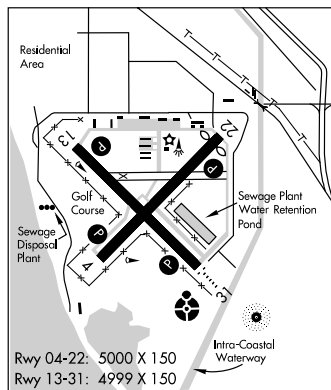 Residential
Area
13
22
P
P
Golf
Course
Sewage Plant
Water Retention
Pond
Sewage
Disposal
Plant
P
P
4
31
Intra-Coastal
Waterway
Rwy 04-22: 5000 X 150
Rwy 13-31: 4999 X 150